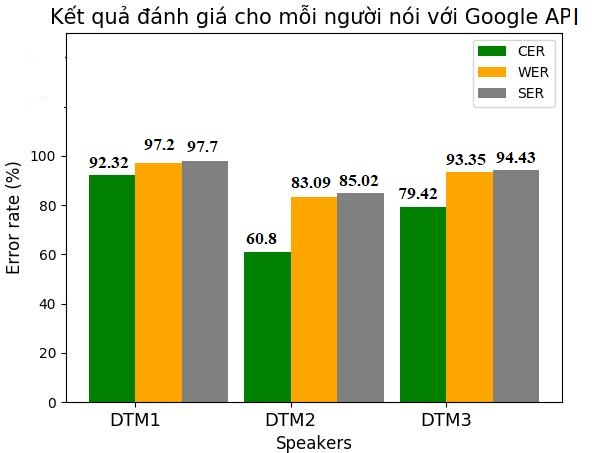 Kết quả đánh giá cho mỗi người nói với Google API
CER
WER
SER
Error rate (%)
100
80
60
40
20
0
92.32
97.2
97.7
60.8
83.09
85.02
79.42
93.35
94.43
DTM1
DTM2
DTM3
Speakers